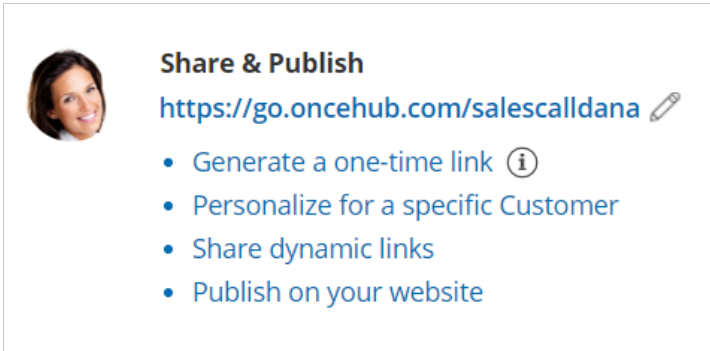 Share & Publish
https://go.oncehub.com/salescalldana
Generate a one-time link i
Personalize for a specific Customer
Share dynamic links
Publish on your website